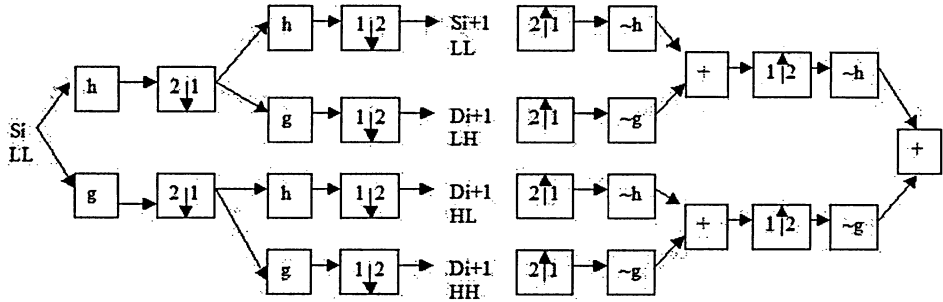 h 1↓2 Si+1 2↑1 ~h
LL
h 2↓1 + 1↑2 ~h
g 1↓2 Di+1 2↑1 ~g
LH
Si
LL
+
g 2↓1 h 1↓2 Di+1 2↑1 ~h
HL
+ 1↑2 ~g
g 1↓2 Di+1 2↑1 ~g
HH